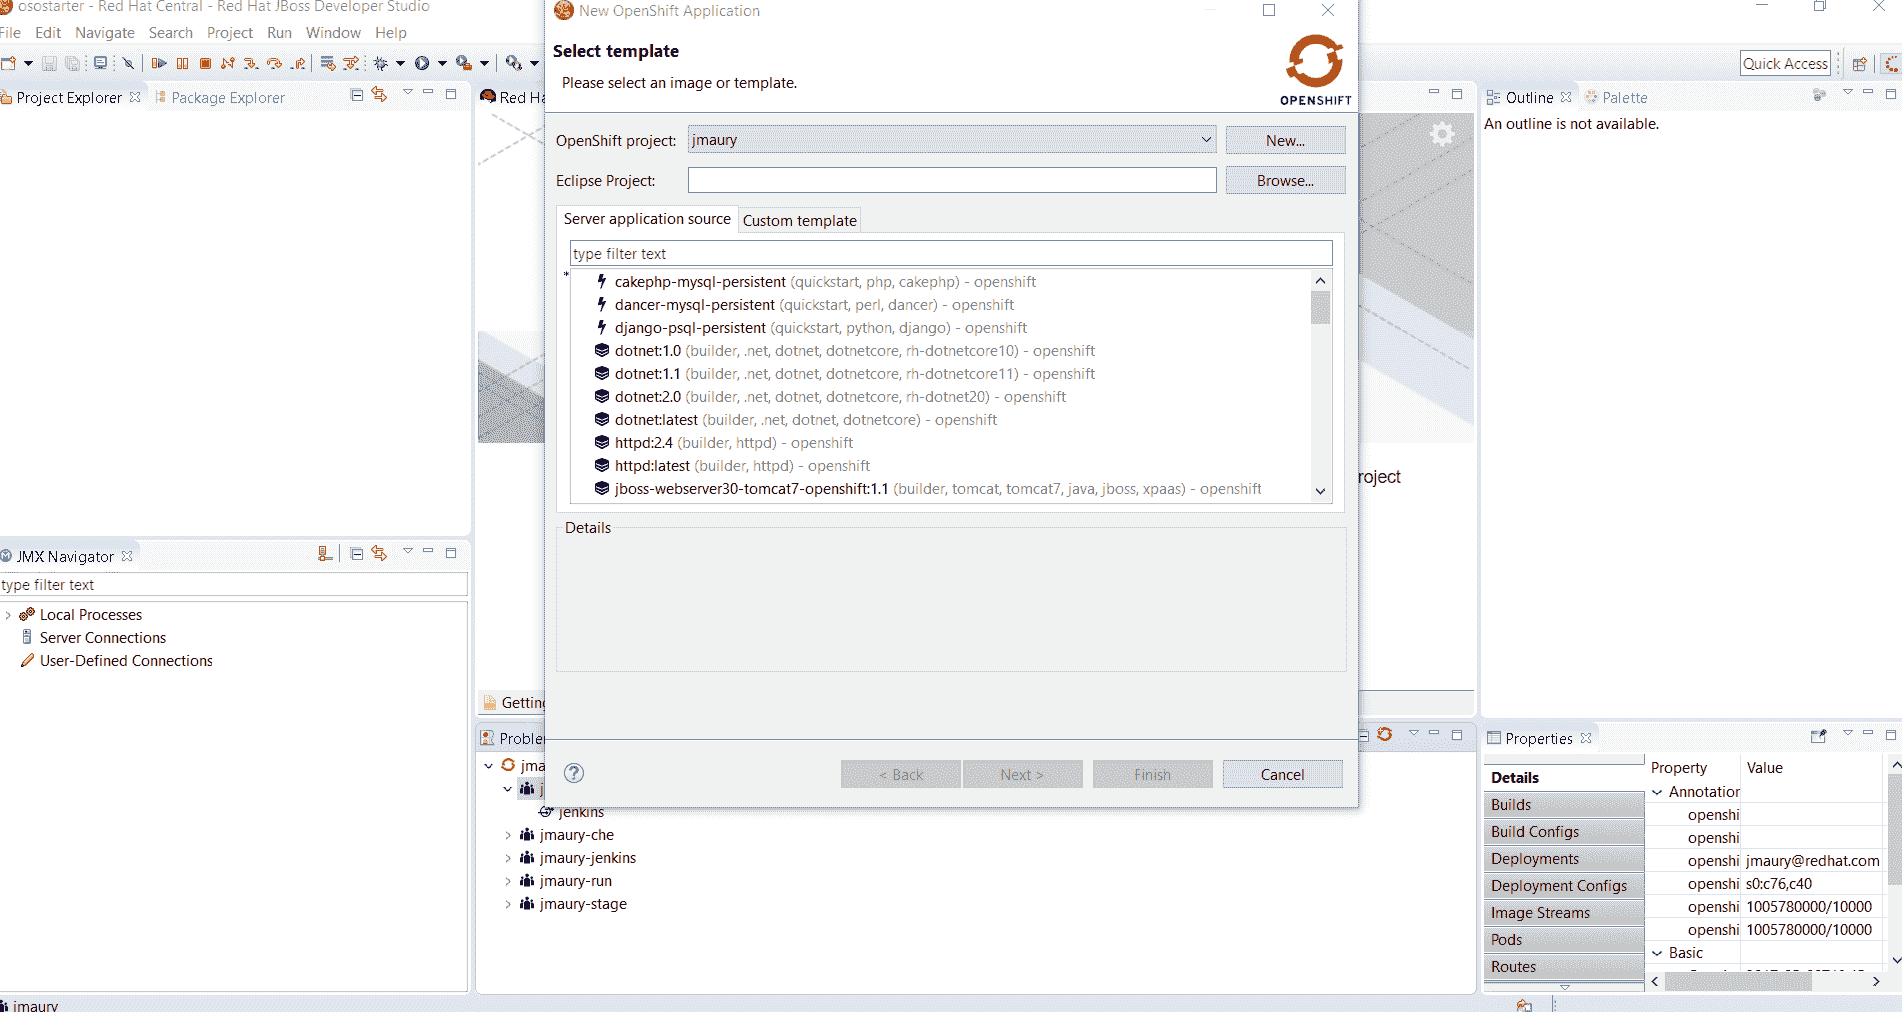 osostarter - Red Hat Central - Red Hat JBoss Developer Studio
File Edit Navigate Search Project Run Window Help
Quick Access
Project Explorer
Package Explorer
JMX Navigator
type filter text
Local Processes
Server Connections
User-Defined Connections
jmaury
Red Ha
roject
Getting
New OpenShift Application
Select template
Please select an image or template.
OPENSHIFT
OpenShift project: jmaury New...
Eclipse Project: Browse...
Server application source Custom template
type filter text
*
cakephp-mysql-persistent (quickstart, php, cakephp) - openshift
dancer-mysql-persistent (quickstart, perl, dancer) - openshift
django-psql-persistent (quickstart, python, django) - openshift
dotnet:1.0 (builder, .net, dotnet, dotnetcore, rh-dotnetcore10) - openshift
dotnet:1.1 (builder, .net, dotnet, dotnetcore, rh-dotnetcore11) - openshift
dotnet:2.0 (builder, .net, dotnet, dotnetcore, rh-dotnet20) - openshift
dotnet:latest (builder, .net, dotnet, dotnetcore) - openshift
httpd:2.4 (builder, httpd) - openshift
httpd:latest (builder, httpd) - openshift
jboss-webserver30-tomcat7-openshift:1.1 (builder, tomcat, tomcat7, java, jboss, xpaas) - openshift
Details
? < Back Next > Finish Cancel
Problem
jma
j
jenkins
jmaury-che
jmaury-jenkins
jmaury-run
jmaury-stage
Outline Palette
An outline is not available.
Properties
Details
Builds
Build Configs
Deployments
Deployment Configs
Image Streams
Pods
Routes
Property Value
Annotation
openshi
openshi
openshi jmaury@redhat.com
openshi s0:c76,c40
openshi 1005780000/10000
openshi 1005780000/10000
Basic